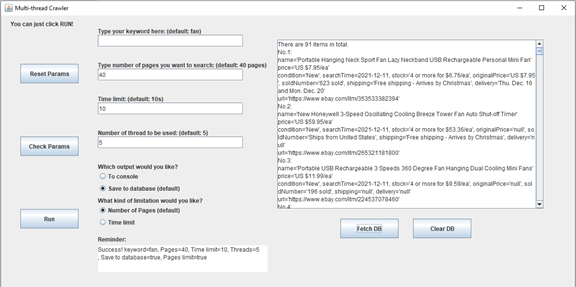 Multi-thread Crawler
You can just click RUN!
Type your keyword here: (default: fan)
Reset Params
Type number of pages you want to search: (default: 40 pages)
40
Time limit: (default: 10s)
10
Check Params
Number of thread to be used: (default: 5)
5
Which output would you like?
To console
Save to database (default)
What kind of limitation would you like?
Run
Number of Pages (default)
Time limit
Reminder:
Success! keyword=fan, Pages=40, Time limit=10, Threads=5
, Save to database=true, Pages limit=true
There are 91 items in total.
No.1:
name='Portable Hanging Neck Sport Fan Lazy Neckband USB Rechargeable Personal Mini Fan'
price='US $7.95/ea'
condition='New', searchTime=2021-12-11, stock='4 or more for $6.76/ea', originalPrice='US $7.95
', soldNumber='623 sold', shipping='Free shipping - Arrives by Christmas', delivery='Thu. Dec. 16
and Mon. Dec. 20'
url='https://www.ebay.com/itm/353533382394'
No.2:
name='New Honeywell 3-Speed Oscillating Cooling Breeze Tower Fan Auto Shut-off Timer'
price='US $59.95/ea'
condition='New', searchTime=2021-12-11, stock='4 or more for $53.36/ea', originalPrice='null', so
ldNumber='Ships from United States', shipping='Free shipping - Arrives by Christmas', delivery='n
ull'
url='https://www.ebay.com/itm/265321181800'
No.3:
name='Portable USB Rechargeable 3 Speeds 360 Degree Fan Hanging Dual Cooling Mini Fans'
price='US $11.99/ea'
condition='New', searchTime=2021-12-11, stock='4 or more for $9.59/ea', originalPrice='null', sold
Number='196 sold', shipping='null', delivery='null'
url='https://www.ebay.com/itm/224537078460'
No.4:
Fetch DB
Clear DB